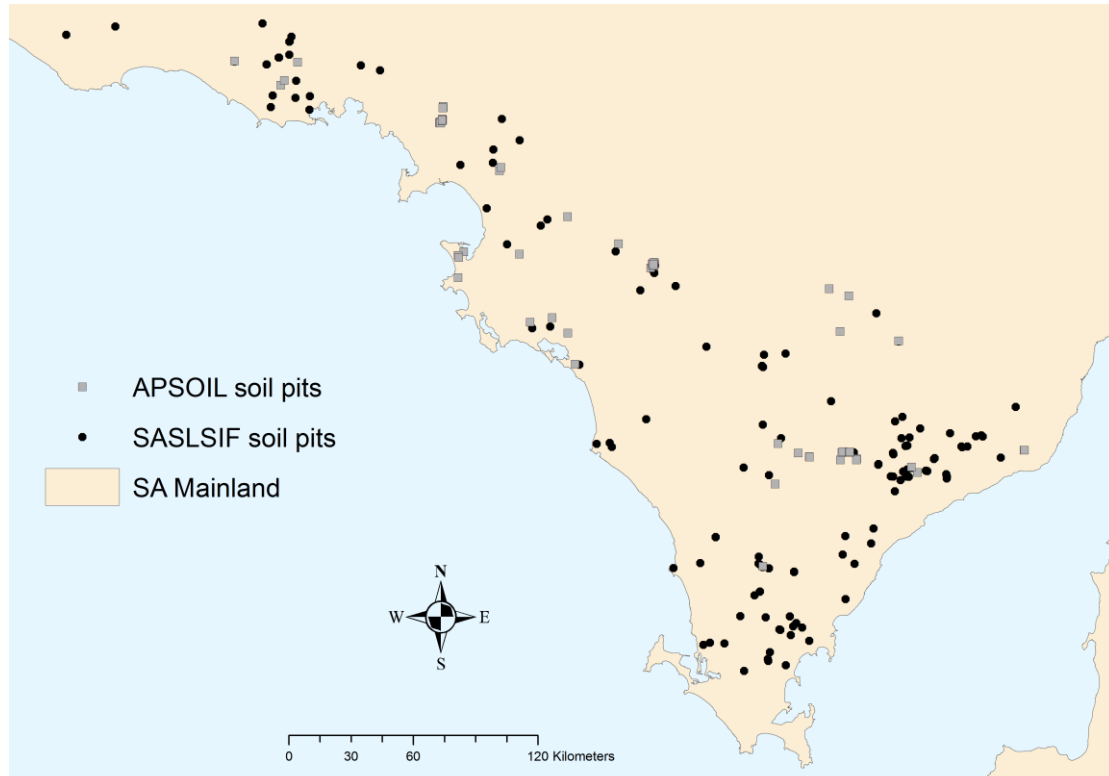 APSOIL soil pits
SASLSIF soil pits
SA Mainland
N
W E
S
0 30 60 120 Kilometers